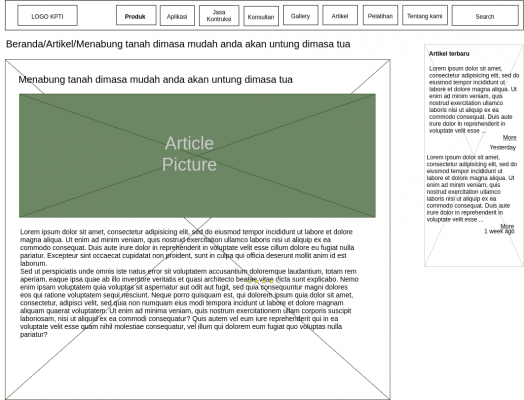 LOGO KPTI
Produk
Aplikasi
Jasa
Kontruksi
Konsultan
Gallery
Artikel
Pelatihan
Tentang kami
Search
Beranda/Artikel/Menabung tanah dimasa mudah anda akan untung dimasa tua
Menabung tanah dimasa mudah anda akan untung dimasa tua
Article
Picture
Lorem ipsum dolor sit amet, consectetur adipisicing elit, sed do eiusmod tempor incididunt ut labore et dolore
magna aliqua. Ut enim ad minim veniam, quis nostrud exercitation ullamco laboris nisi ut aliquip ex ea
commodo consequat. Duis aute irure dolor in reprehenderit in voluptate velit esse cillum dolore eu fugiat nulla
pariatur. Excepteur sint occaecat cupidatat non proident, sunt in culpa qui officia deserunt mollit anim id est
laborum.
Sed ut perspiciatis unde omnis iste natus error sit voluptatem accusantium doloremque laudantium, totam rem
aperiam, eaque ipsa quae ab illo inventore veritatis et quasi architecto beatae vitae dicta sunt explicabo. Nemo
enim ipsam voluptatem quia voluptas sit aspernatur aut odit aut fugit, sed quia consequuntur magni dolores
eos qui ratione voluptatem sequi nesciunt. Neque porro quisquam est, qui dolorem ipsum quia dolor sit amet,
consectetur, adipisci velit, sed quia non numquam eius modi tempora incidunt ut labore et dolore magnam
aliquam quaerat voluptatem. Ut enim ad minima veniam, quis nostrum exercitationem ullam corporis suscipit
laboriosam, nisi ut aliquid ex ea commodi consequatur? Quis autem vel eum iure reprehenderit qui in ea
voluptate velit esse quam nihil molestiae consequatur, vel illum qui dolorem eum fugiat quo voluptas nulla
pariatur?
Artikel terbaru
Lorem ipsum dolor sit amet,
consectetur adipisicing elit, sed do
eiusmod tempor incididunt ut
labore et dolore magna aliqua. Ut
enim ad minim veniam, quis
nostrud exercitation ullamco
laboris nisi ut aliquip ex ea
commodo consequat. Duis aute
irure dolor in reprehenderit in
voluptate velit esse ...
More
Yesterday
Lorem ipsum dolor sit amet,
consectetur adipisicing elit, sed do
eiusmod tempor incididunt ut
labore et dolore magna aliqua. Ut
enim ad minim veniam, quis
nostrud exercitation ullamco
laboris nisi ut aliquip ex ea
commodo consequat. Duis aute
irure dolor in reprehenderit in
voluptate velit esse ...
More
1 week ago